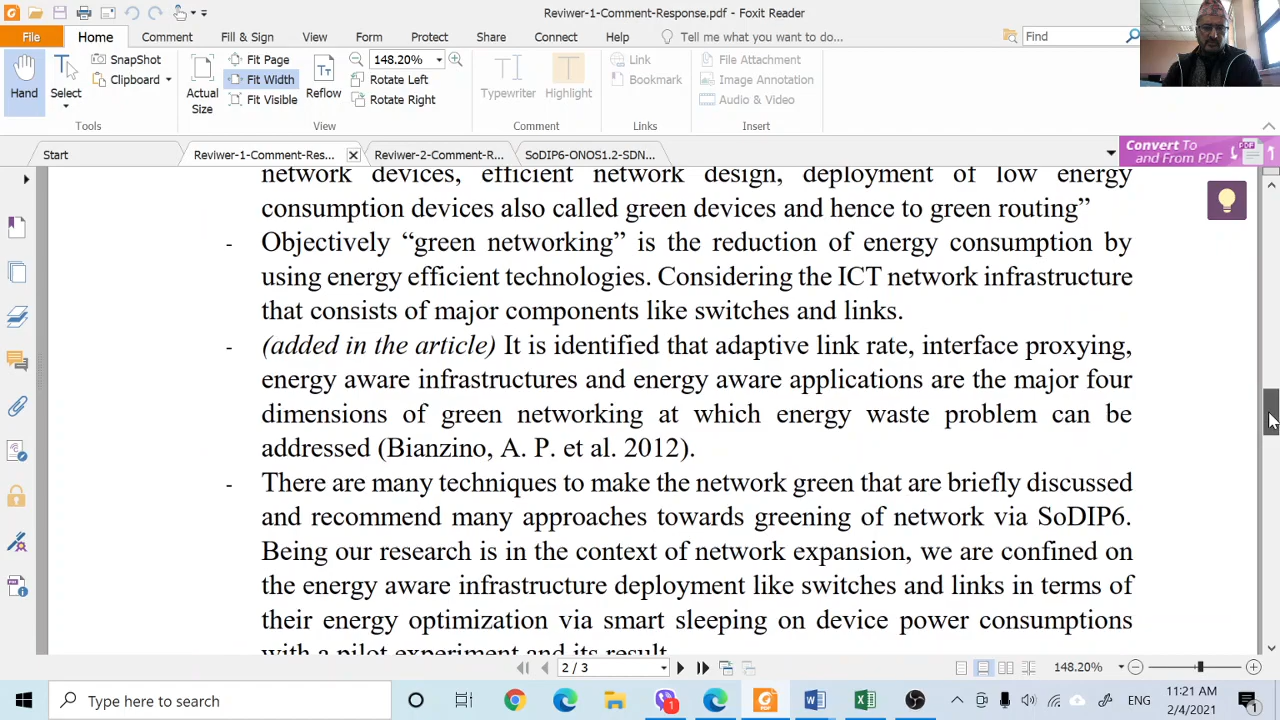 Reviwer-1-Comment-Response.pdf - Foxit Reader
File Home Comment Fill & Sign View Form Protect Share Connect Help Tell me what you want to do... Find
Hand
Select
SnapShot
Clipboard
Tools
Actual Size
Fit Page
Fit Width
Fit Visible
Reflow
148.20%
Rotate Left
Rotate Right
View
Typewriter
Highlight
Comment
Link
Bookmark
Links
File Attachment
Image Annotation
Audio & Video
Insert
Start Reviwer-1-Comment-Res... Reviwer-2-Comment-R... SoDIP6-ONOS1.2-SDN...
Convert To
and From PDF
PDF
network devices, efficient network design, deployment of low energy
consumption devices also called green devices and hence to green routing”
- Objectively “green networking” is the reduction of energy consumption by
using energy efficient technologies. Considering the ICT network infrastructure
that consists of major components like switches and links.
- (added in the article) It is identified that adaptive link rate, interface proxying,
energy aware infrastructures and energy aware applications are the major four
dimensions of green networking at which energy waste problem can be
addressed (Bianzino, A. P. et al. 2012).
- There are many techniques to make the network green that are briefly discussed
and recommend many approaches towards greening of network via SoDIP6.
Being our research is in the context of network expansion, we are confined on
the energy aware infrastructure deployment like switches and links in terms of
their energy optimization via smart sleeping on device power consumptions
with a pilot experiment and its result
2 / 3
148.20%
Type here to search
1
ENG
11:21 AM
2/4/2021
1